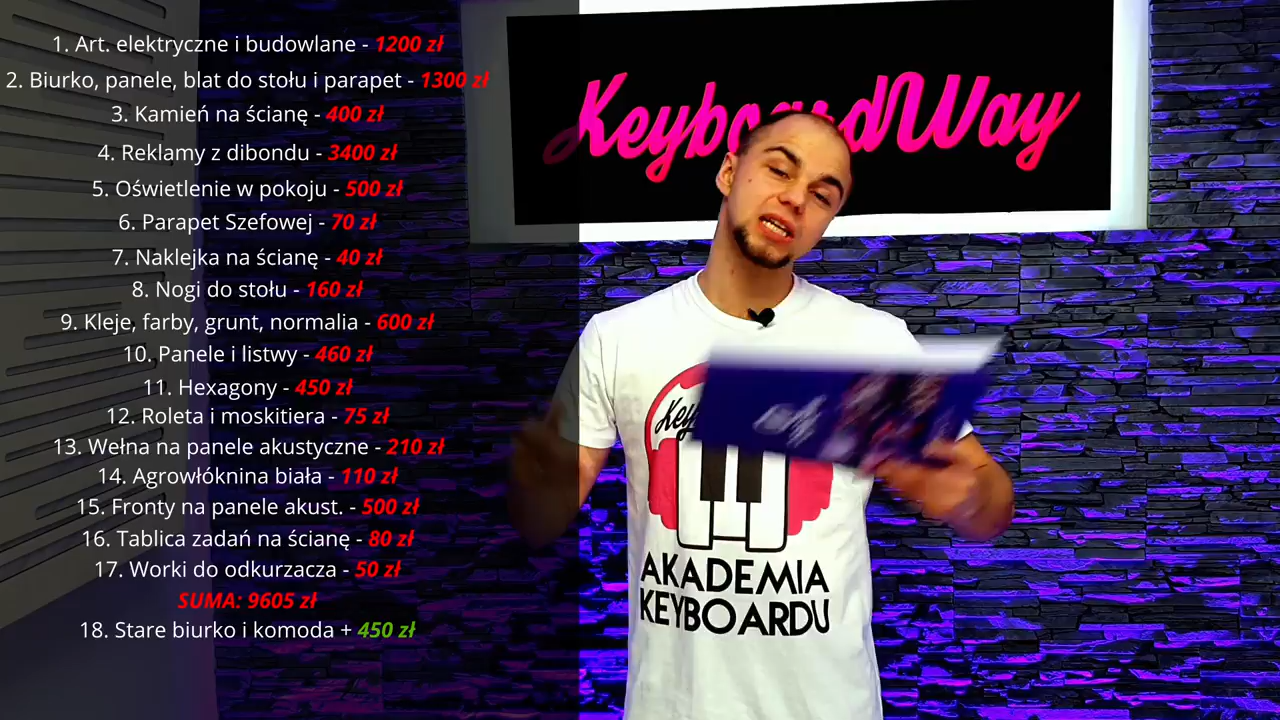 1. Art. elektryczne i budowlane - 1200 zł
2. Biurko, panele, blat do stołu i parapet - 1300 zł
3. Kamień na ścianę - 400 zł
4. Reklamy z dibondu - 3400 zł
5. Oświetlenie w pokoju - 500 zł
6. Parapet Szefowej - 70 zł
7. Naklejka na ścianę - 40 zł
8. Nogi do stołu - 160 zł
9. Kleje, farby, grunt, normalia - 600 zł
10. Panele i listwy - 460 zł
11. Hexagony - 450 zł
12. Roleta i moskitiera - 75 zł
13. Wełna na panele akustyczne - 210 zł
14. Agrowłóknina biała - 110 zł
15. Fronty na panele akust. - 500 zł
16. Tablica zadań na ścianę - 80 zł
17. Worki do odkurzacza - 50 zł
SUMA: 9605 zł
18. Stare biurko i komoda + 450 zł
KeyboardWay
AKADEMIA
KEYBOARDU